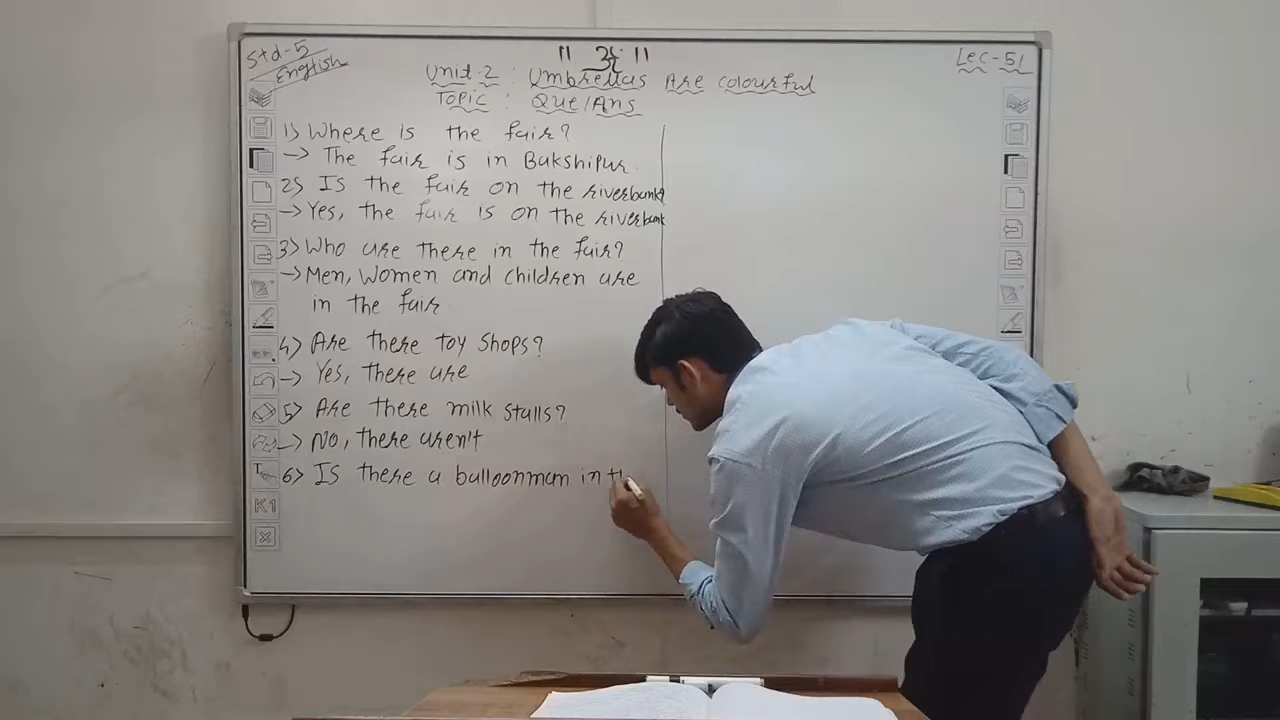 Std-5
English
" ૐ "
Lec-51
Unit-2 : Umbrellas Are colourful
Topic : Que/Ans
1) Where is the fair?
→ The fair is in Bakshipur.
2) Is the fair on the riverbank?
→ Yes, the fair is on the riverbank
3) Who are there in the fair?
→ Men, Women and children are
in the fair.
4) Are there toy shops?
→ Yes, there are
5) Are there milk stalls?
→ No, there aren't
6) Is there a balloonman in th
K1